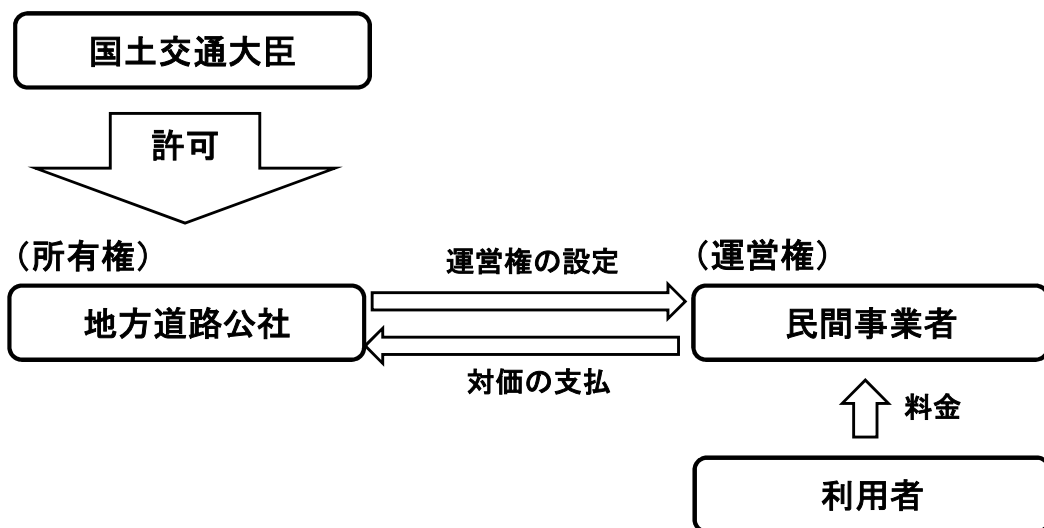 国土交通大臣
許可
（所有権）
運営権の設定
（運営権）
地方道路公社
民間事業者
対価の支払
料金
利用者